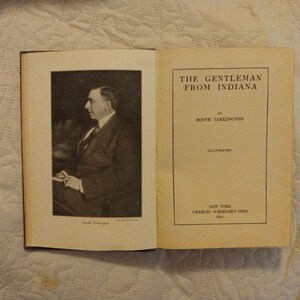 Booth Tarkington
THE GENTLEMAN
FROM INDIANA
BY
BOOTH TARKINGTON
ILLUSTRATED
NEW YORK
CHARLES SCRIBNER'S SONS